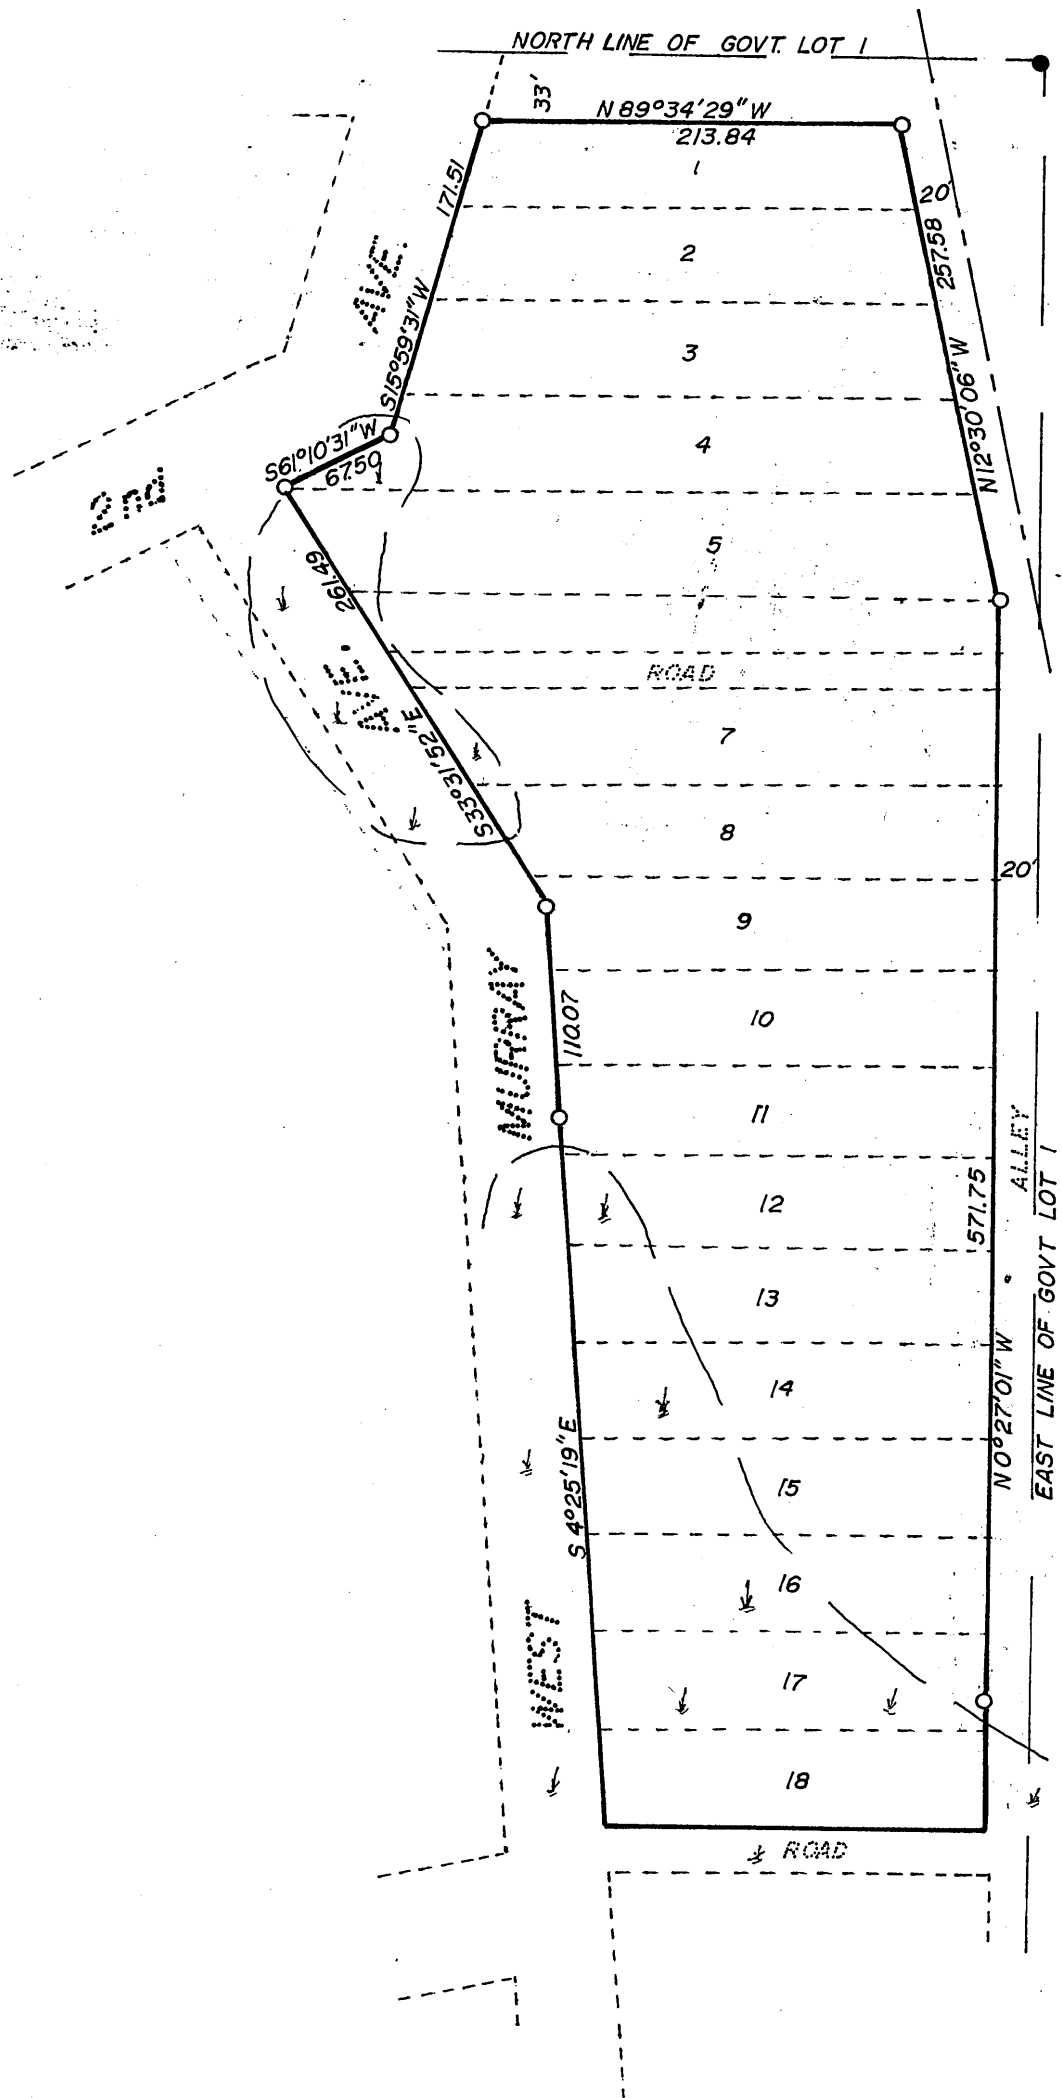 NORTH LINE OF GOVT. LOT 1
33'
N 89°34'29" W
213.84
1
171.51
20'
257.58
2
AVE.
S15°59'31"W
3
N12°30'06"W
4
S61°10'31"W
67.50
2 nd.
5
261.49
ROAD
AVE.
7
S33°31'52"E
8
20'
9
MURRAY
10
110.07
11
ALLEY
12
571.75
13
EAST LINE OF GOVT LOT 1
14
N 0°27'01" W
15
S 4°25'19"E
16
WEST
17
18
ROAD